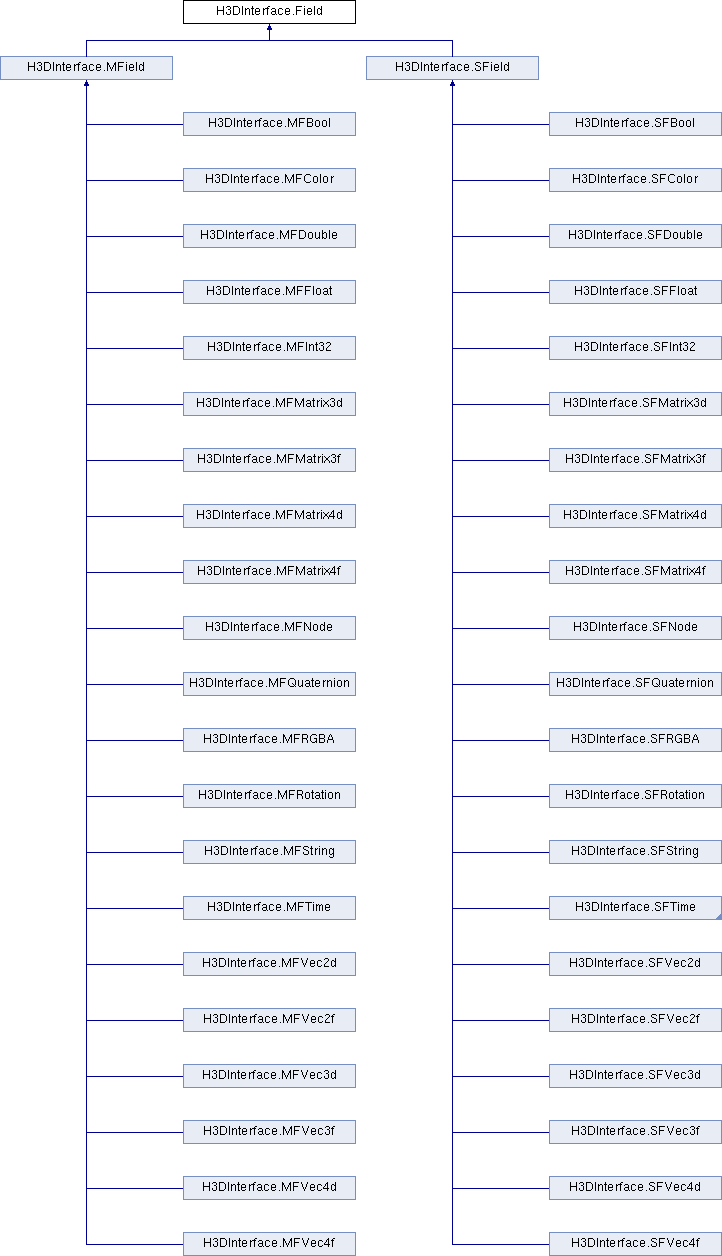 H3DInterface.Field
H3DInterface.MField
H3DInterface.SField
H3DInterface.MFBool
H3DInterface.SFBool
H3DInterface.MFColor
H3DInterface.SFColor
H3DInterface.MFDouble
H3DInterface.SFDouble
H3DInterface.MFFloat
H3DInterface.SFFloat
H3DInterface.MFInt32
H3DInterface.SFInt32
H3DInterface.MFMatrix3d
H3DInterface.SFMatrix3d
H3DInterface.MFMatrix3f
H3DInterface.SFMatrix3f
H3DInterface.MFMatrix4d
H3DInterface.SFMatrix4d
H3DInterface.MFMatrix4f
H3DInterface.SFMatrix4f
H3DInterface.MFNode
H3DInterface.SFNode
H3DInterface.MFQuaternion
H3DInterface.SFQuaternion
H3DInterface.MFRGBA
H3DInterface.SFRGBA
H3DInterface.MFRotation
H3DInterface.SFRotation
H3DInterface.MFString
H3DInterface.SFString
H3DInterface.MFTime
H3DInterface.SFTime
H3DInterface.MFVec2d
H3DInterface.SFVec2d
H3DInterface.MFVec2f
H3DInterface.SFVec2f
H3DInterface.MFVec3d
H3DInterface.SFVec3d
H3DInterface.MFVec3f
H3DInterface.SFVec3f
H3DInterface.MFVec4d
H3DInterface.SFVec4d
H3DInterface.MFVec4f
H3DInterface.SFVec4f